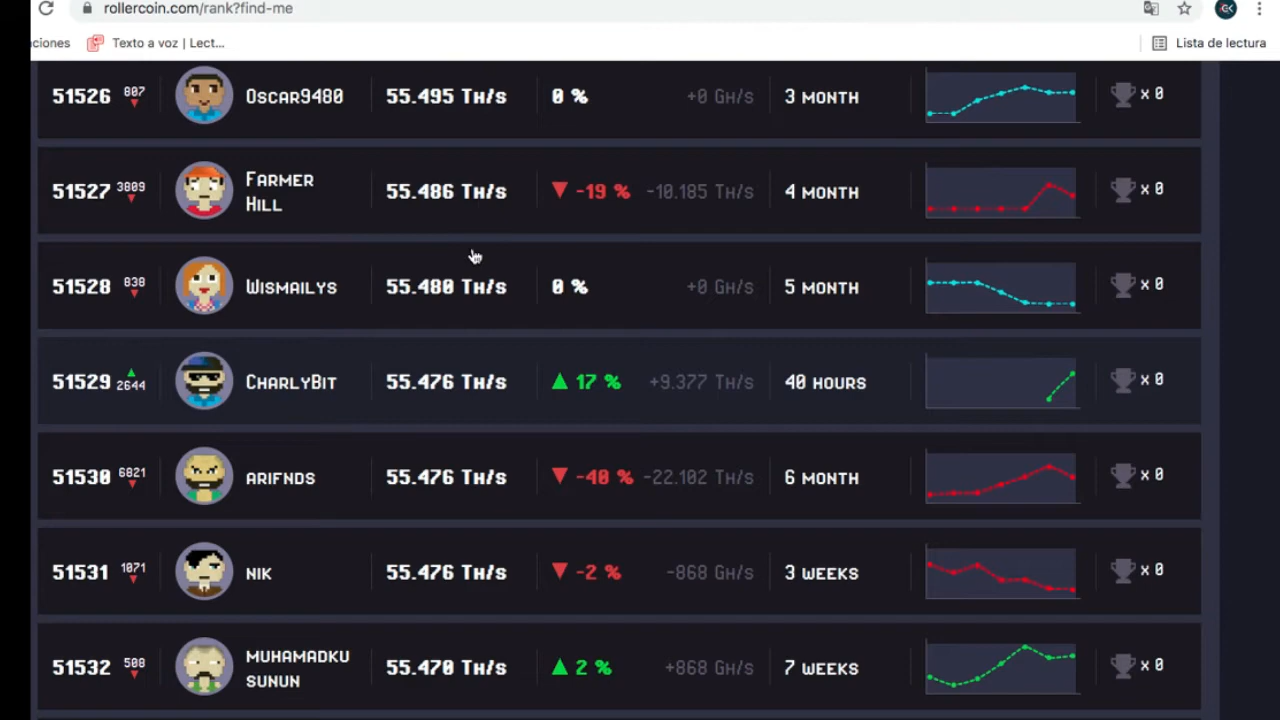 rollercoin.com/rank?find-me
ciones Texto a voz | Lect... Lista de lectura
51526 807 Oscar9480 55.495 Th/s 0 % +0 Gh/s 3 month x 0
51527 3009 Farmer Hill 55.486 Th/s -19 % -10.185 Th/s 4 month x 0
51528 838 Wismailys 55.480 Th/s 0 % +0 Gh/s 5 month x 0
51529 2644 CharlyBit 55.476 Th/s 17 % +9.377 Th/s 40 hours x 0
51530 6821 arifnds 55.476 Th/s -40 % -22.102 Th/s 6 month x 0
51531 1071 nik 55.476 Th/s -2 % -868 Gh/s 3 weeks x 0
51532 508 muhamadku sunun 55.470 Th/s 2 % +868 Gh/s 7 weeks x 0